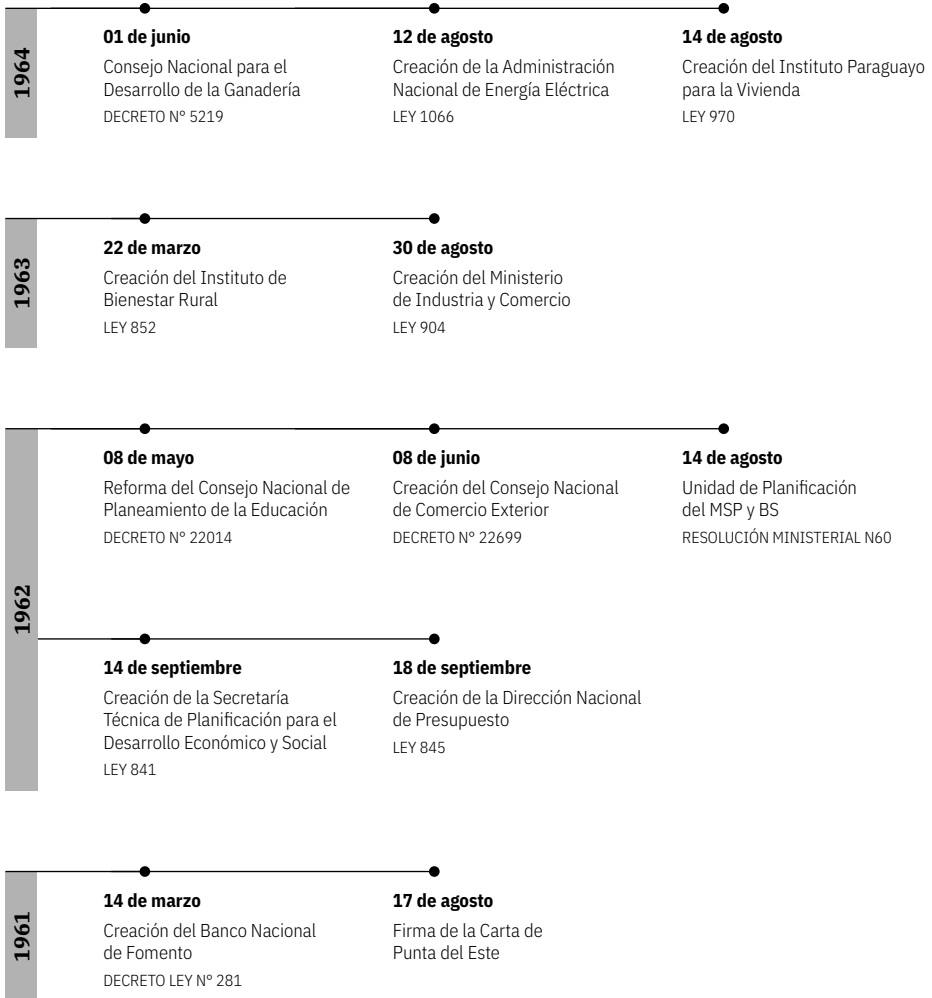 1964
01 de junio
Consejo Nacional para el
Desarrollo de la Ganadería
DECRETO N° 5219
12 de agosto
Creación de la Administración
Nacional de Energía Eléctrica
LEY 1066
14 de agosto
Creación del Instituto Paraguayo
para la Vivienda
LEY 970
1963
22 de marzo
Creación del Instituto de
Bienestar Rural
LEY 852
30 de agosto
Creación del Ministerio
de Industria y Comercio
LEY 904
1962
08 de mayo
Reforma del Consejo Nacional de
Planeamiento de la Educación
DECRETO N° 22014
08 de junio
Creación del Consejo Nacional
de Comercio Exterior
DECRETO N° 22699
14 de agosto
Unidad de Planificación
del MSP y BS
RESOLUCIÓN MINISTERIAL N60
14 de septiembre
Creación de la Secretaría
Técnica de Planificación para el
Desarrollo Económico y Social
LEY 841
18 de septiembre
Creación de la Dirección Nacional
de Presupuesto
LEY 845
1961
14 de marzo
Creación del Banco Nacional
de Fomento
DECRETO LEY N° 281
17 de agosto
Firma de la Carta de
Punta del Este